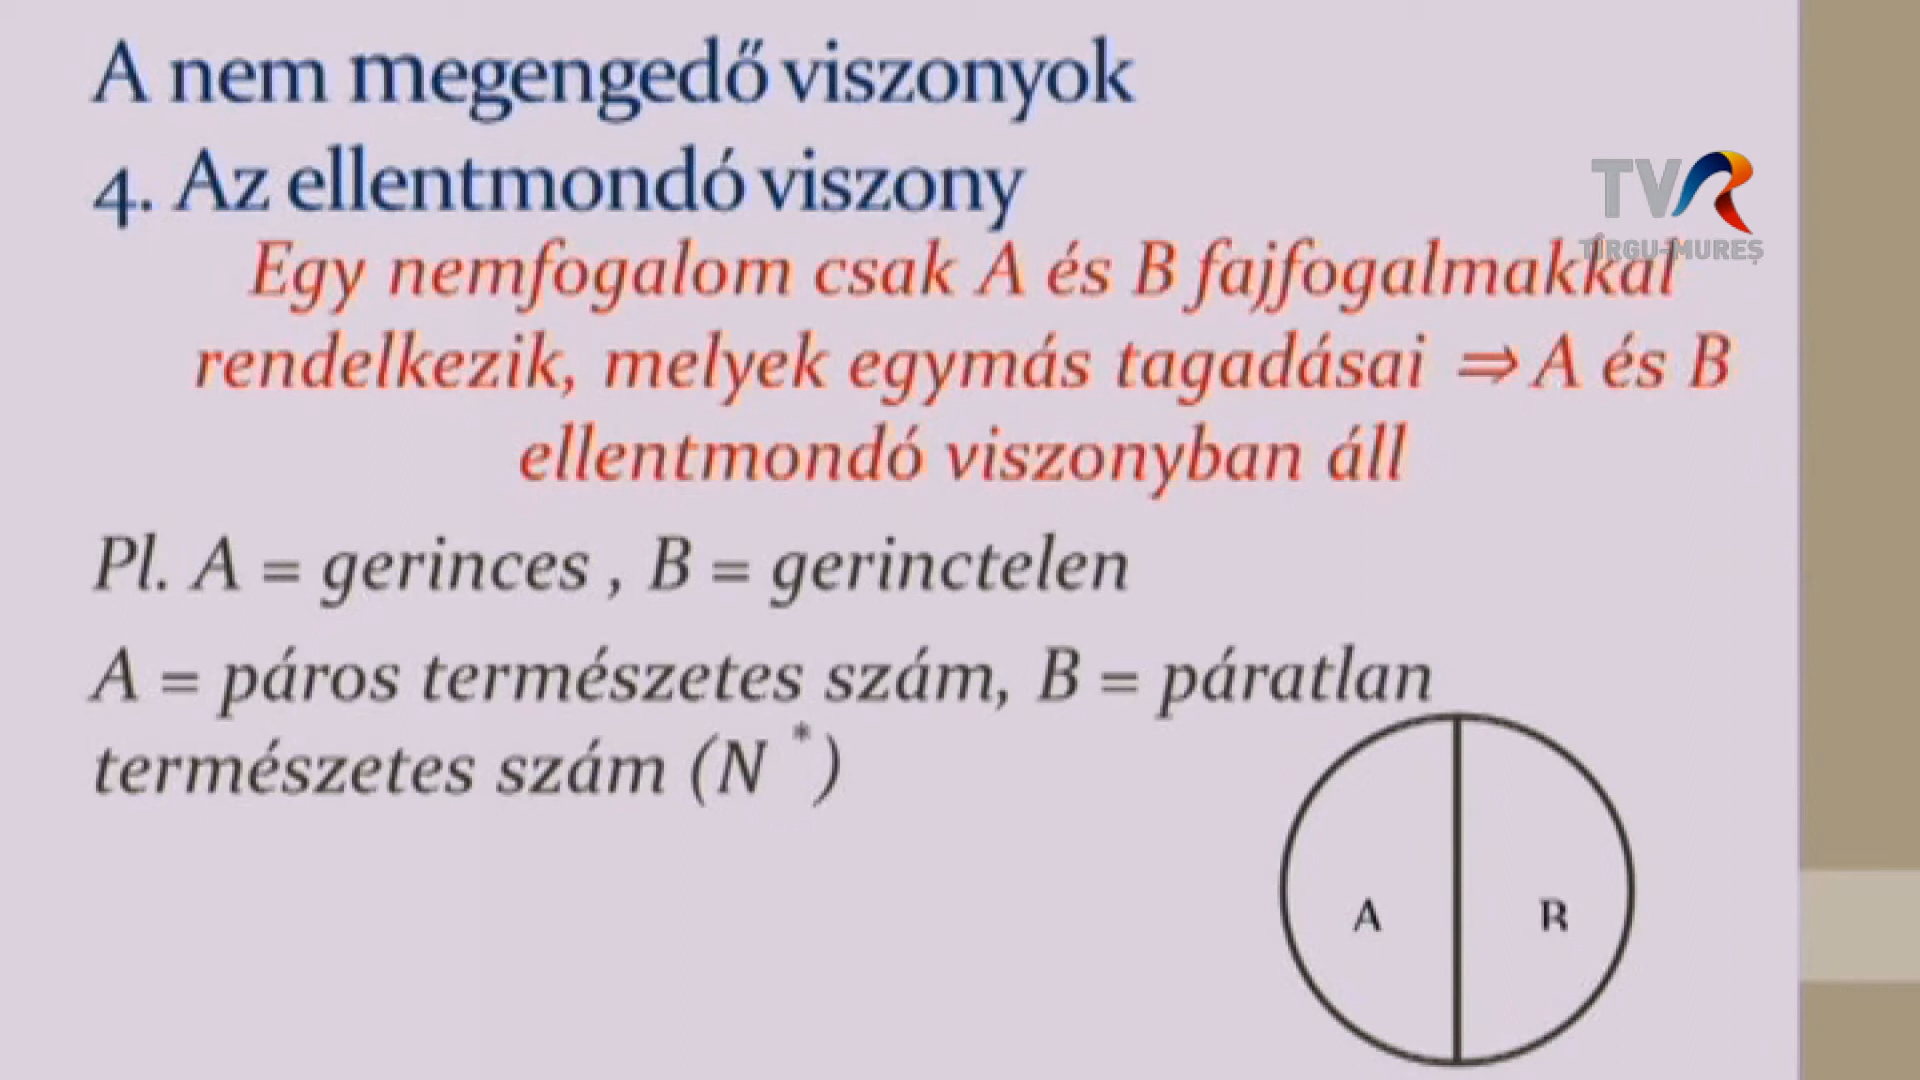 A nem megengedő viszonyok
4. Az ellentmondó viszony
TVR
TÎRGU-MUREȘ
Egy nemfogalom csak A és B fajfogalmakkal
rendelkezik, melyek egymás tagadásai ⇒ A és B
ellentmondó viszonyban áll
Pl. A = gerinces , B = gerinctelen
A = páros természetes szám, B = páratlan
természetes szám (N *)
A B